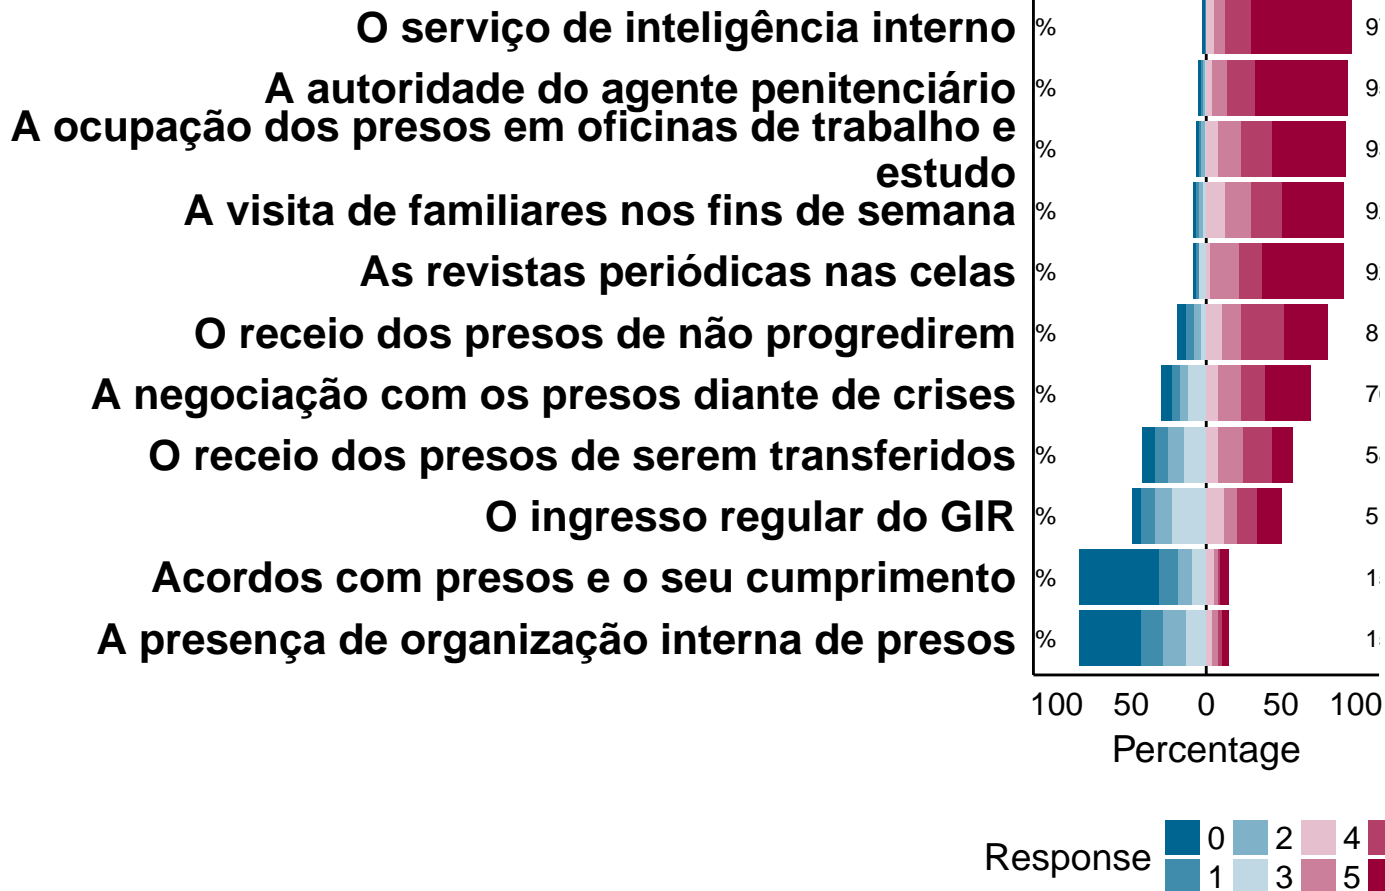 O serviço de inteligência interno % 97
A autoridade do agente penitenciário %
A ocupação dos presos em oficinas de trabalho e
estudo %
A visita de familiares nos fins de semana %
As revistas periódicas nas celas %
O receio dos presos de não progredirem %
A negociação com os presos diante de crises %
O receio dos presos de serem transferidos %
O ingresso regular do GIR %
Acordos com presos e o seu cumprimento %
A presença de organização interna de presos %
100 50 0 50 100
Percentage
Response 0 2 4
1 3 5